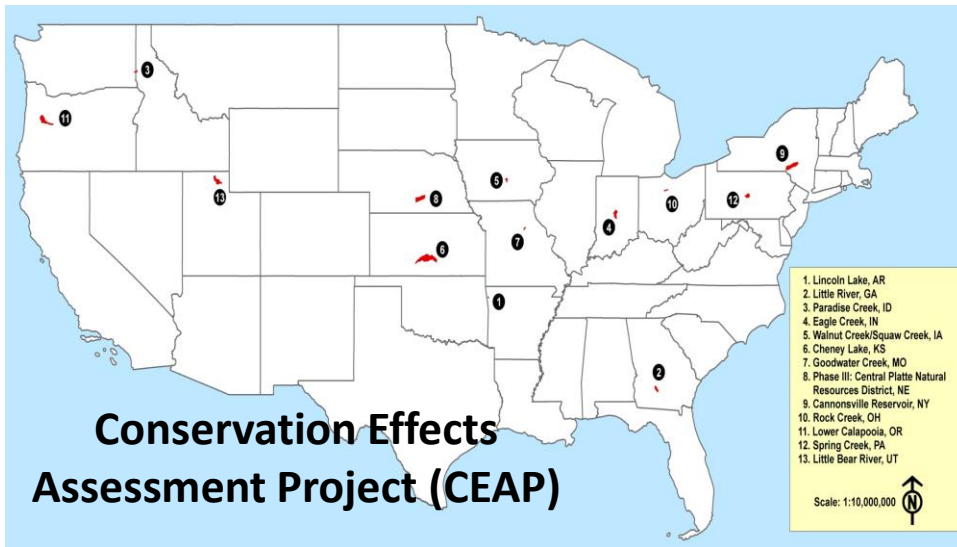 3
11
13
8
5
6
7
1
4
10
12
9
2
1. Lincoln Lake, AR
2. Little River, GA
3. Paradise Creek, ID
4. Eagle Creek, IN
5. Walnut Creek/Squaw Creek, IA
6. Cheney Lake, KS
7. Goodwater Creek, MO
8. Phase III: Central Platte Natural
Resources District, NE
9. Cannonsville Reservoir, NY
10. Rock Creek, OH
11. Lower Calapooia, OR
12. Spring Creek, PA
13. Little Bear River, UT
Scale: 1:10,000,000
N
Conservation Effects
Assessment Project (CEAP)